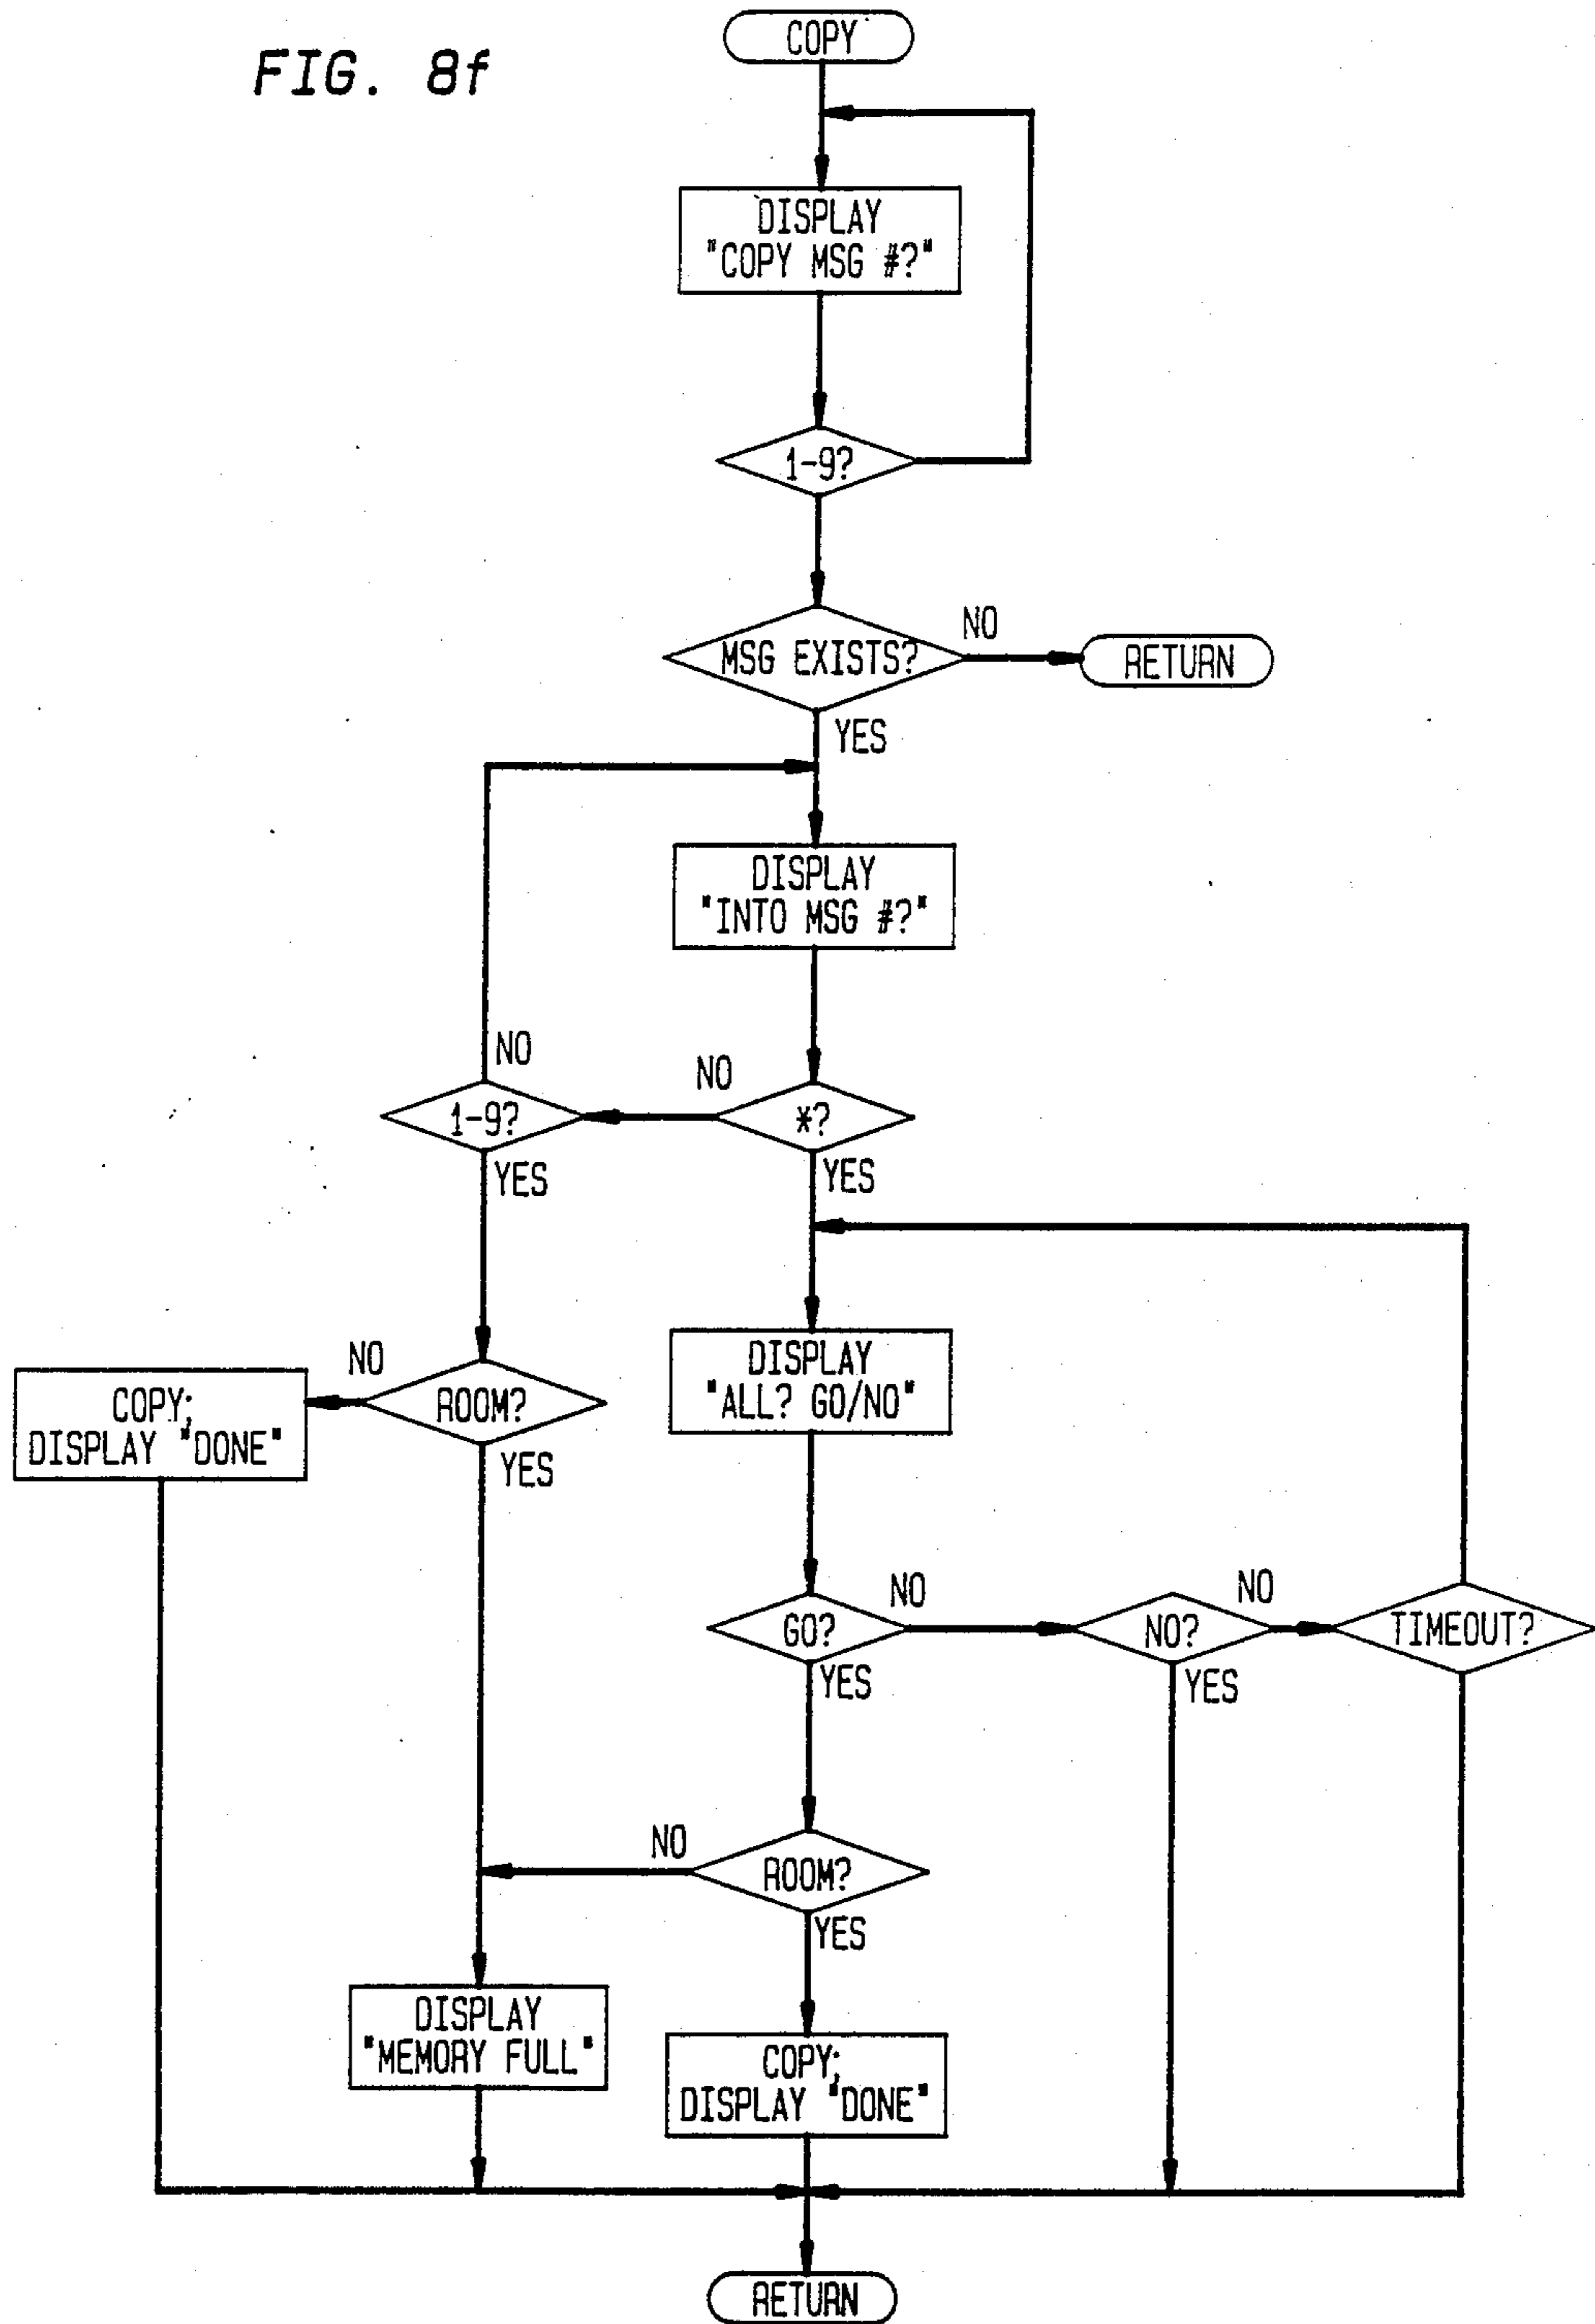 FIG. 8f
COPY
DISPLAY
"COPY MSG #?"
1-9?
MSG EXISTS?
NO
RETURN
YES
DISPLAY
"INTO MSG #?"
NO
1-9?
NO
*?
YES
YES
DISPLAY
"ALL? GO/NO"
NO
ROOM?
COPY;
DISPLAY "DONE"
YES
GO?
NO
NO?
NO
TIMEOUT?
YES
YES
NO
ROOM?
YES
DISPLAY
"MEMORY FULL"
COPY;
DISPLAY "DONE"
RETURN